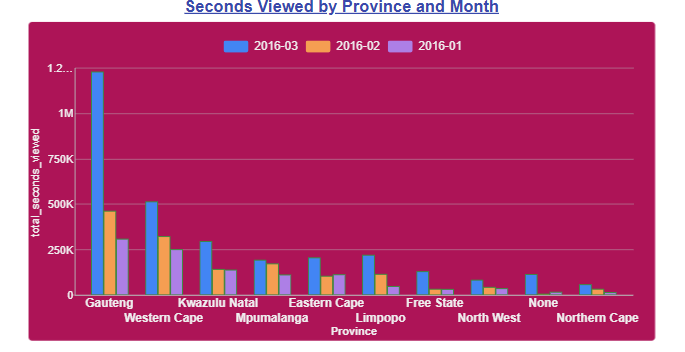 Seconds Viewed by Province and Month
2016-03 2016-02 2016-01
1.2...
1M
750K
500K
250K
0
total_seconds_viewed
Gauteng Kwazulu Natal Eastern Cape Free State None
Western Cape Mpumalanga Limpopo North West Northern Cape
Province